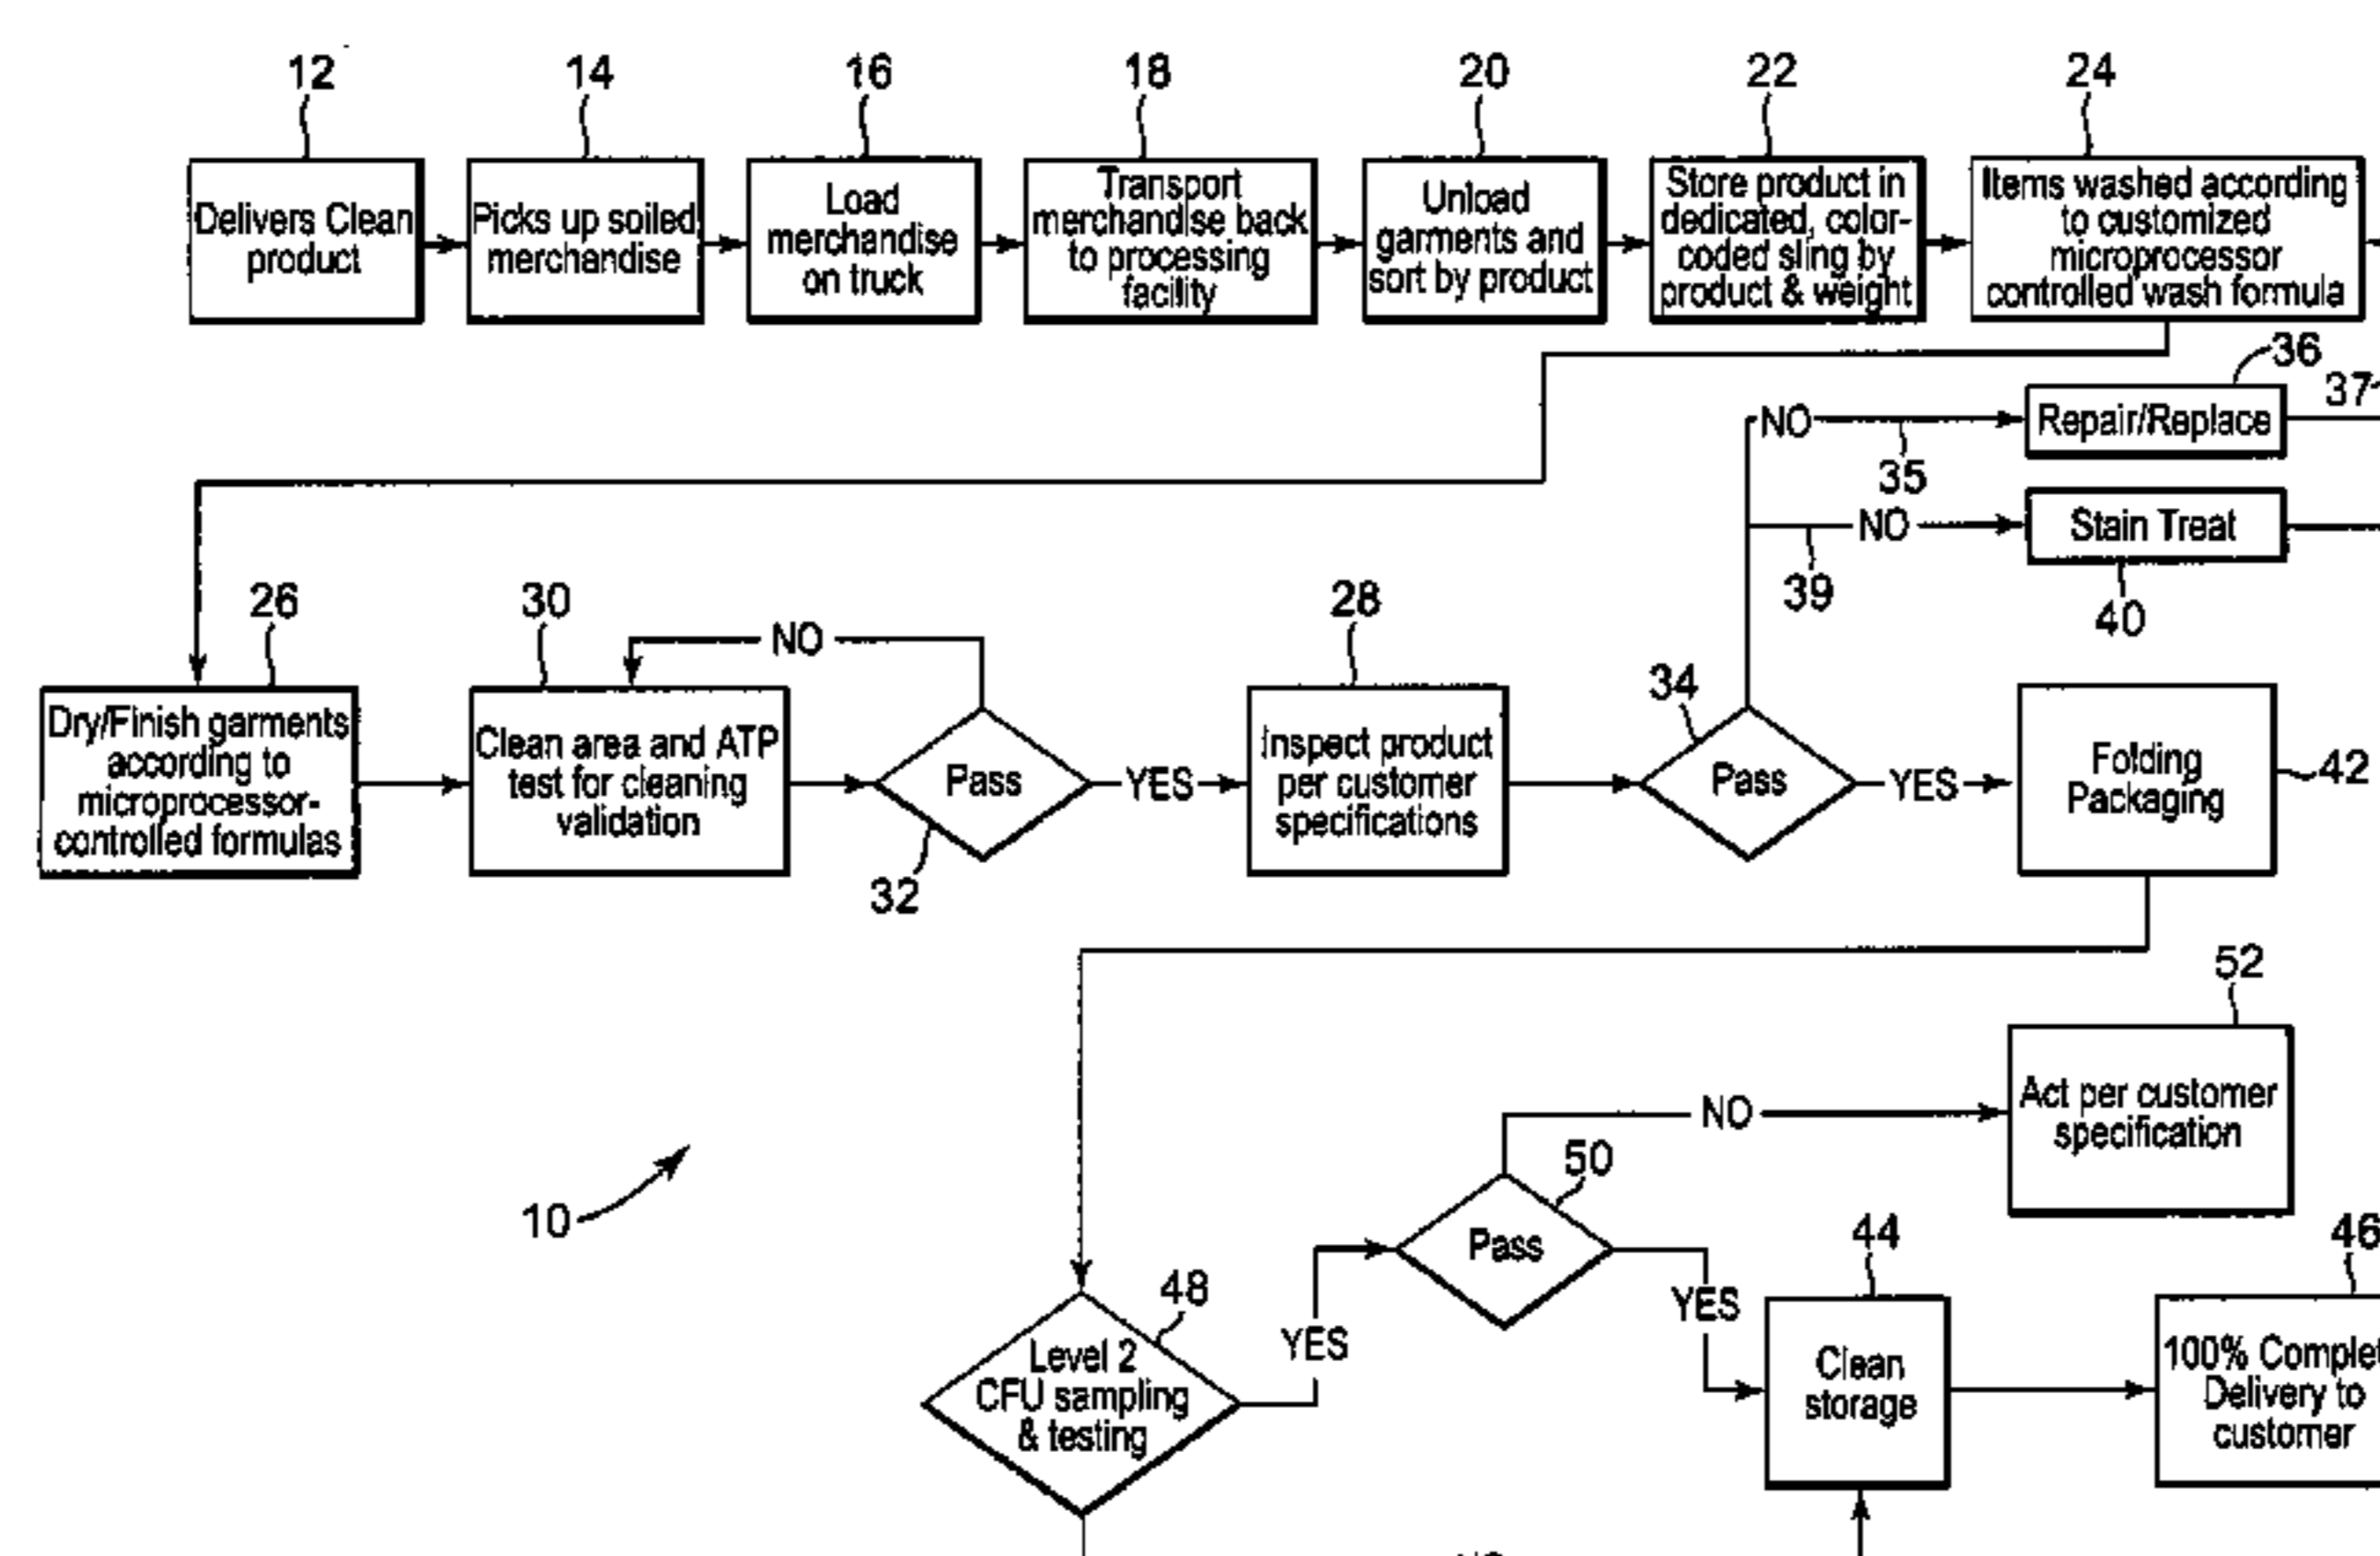 12
14
16
18
20
22
24
Delivers Clean
product
Picks up soiled
merchandise
Load
merchandise
on truck
Transport
merchandise back
to processing
facility
Unload
garments and
sort by product
Store product in
dedicated, color-
coded sling by
product & weight
Items washed according
to customized
microprocessor
controlled wash formula
36
37
NO
Repair/Replace
35
NO
Stain Treat
39
40
26
30
NO
28
34
Dry/Finish garments
according to
microprocessor-
controlled formulas
Clean area and ATP
test for cleaning
validation
Pass
YES
Inspect product
per customer
specifications
Pass
YES
Folding
Packaging
42
32
52
NO
Act per customer
specification
50
10
Pass
44
46
48
YES
YES
Level 2
CFU sampling
& testing
Clean
storage
100% Complet
Delivery to
customer